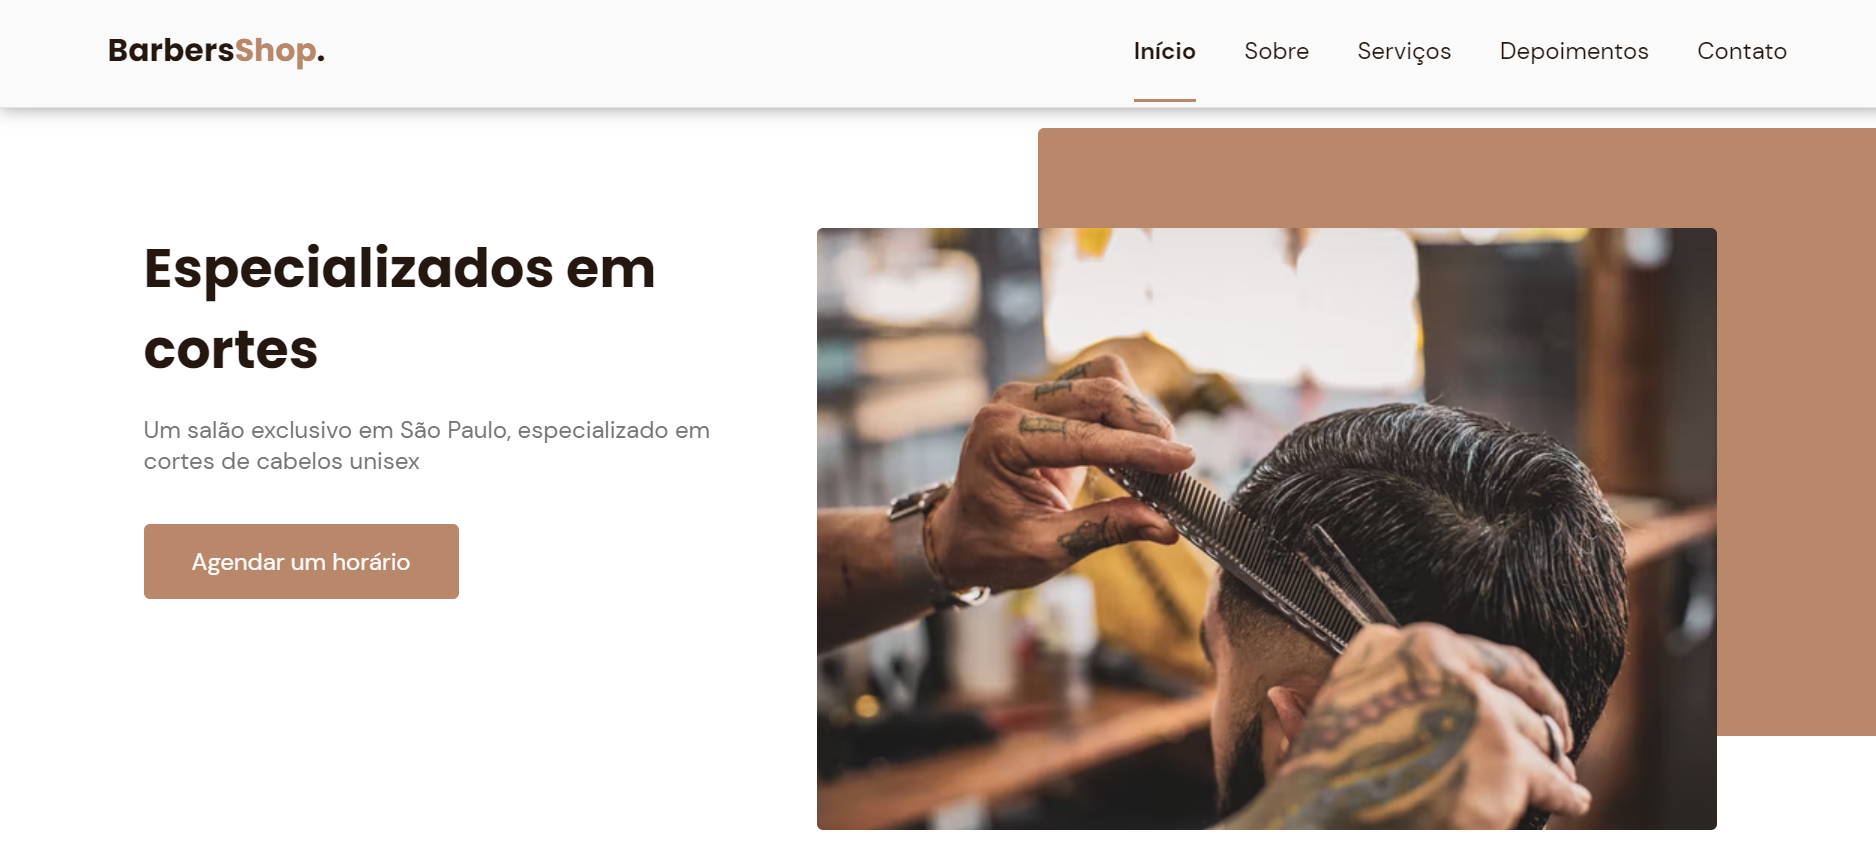 BarbersShop.
Início Sobre Serviços Depoimentos Contato
Especializados em
cortes
Um salão exclusivo em São Paulo, especializado em
cortes de cabelos unisex
Agendar um horário